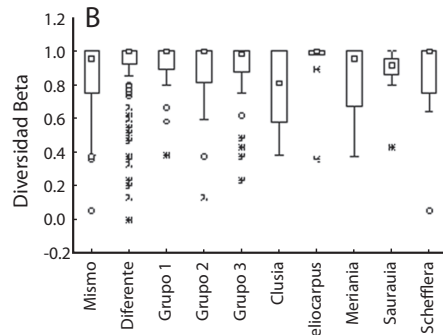 B
Diversidad Beta
1.2
1.0
0.8
0.6
0.4
0.2
0.0
-0.2
Mismo
Diferente
Grupo 1
Grupo 2
Grupo 3
Clusia
eliocarpus
Meriania
Saurauia
Schefflera